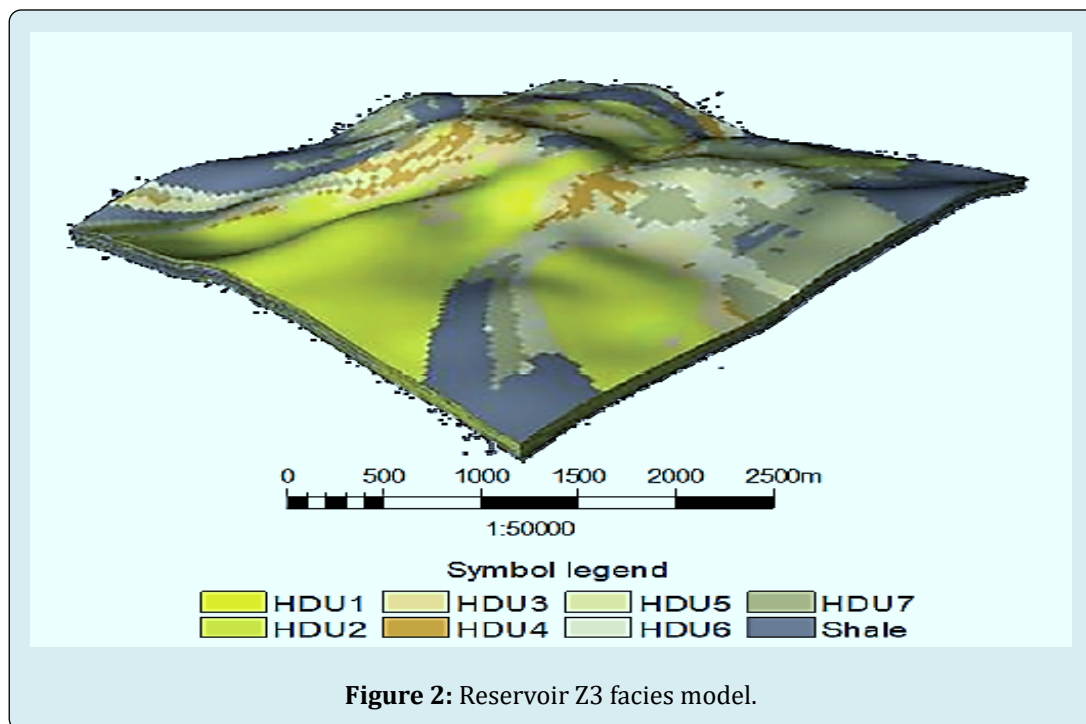 0 500 1000 1500 2000 2500m
1:50000
Symbol legend
HDU1 HDU3 HDU5 HDU7
HDU2 HDU4 HDU6 Shale
Figure 2: Reservoir Z3 facies model.